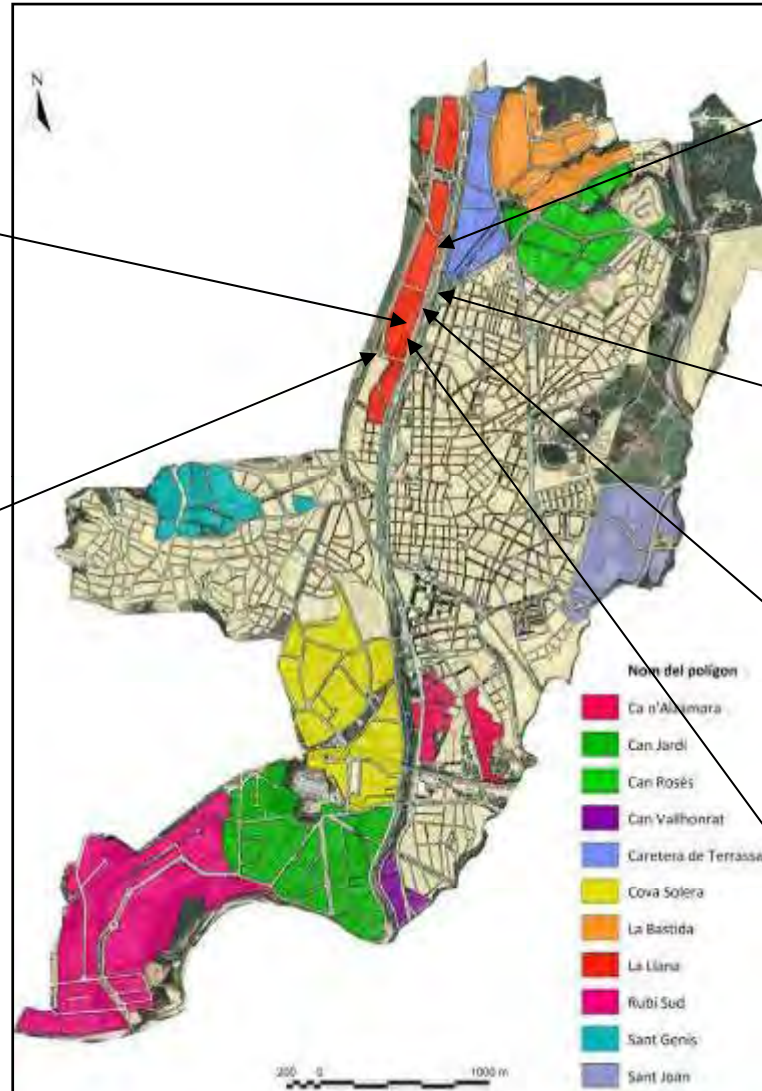 N
Nom del polígon
Ca n'Alzamora
Can Jardí
Can Rosés
Can Vallhonrat
Caretera de Terrassa
Cova Solera
La Bastida
La Llana
Rubí Sud
Sant Genís
Sant Joan
200 0 1000 m